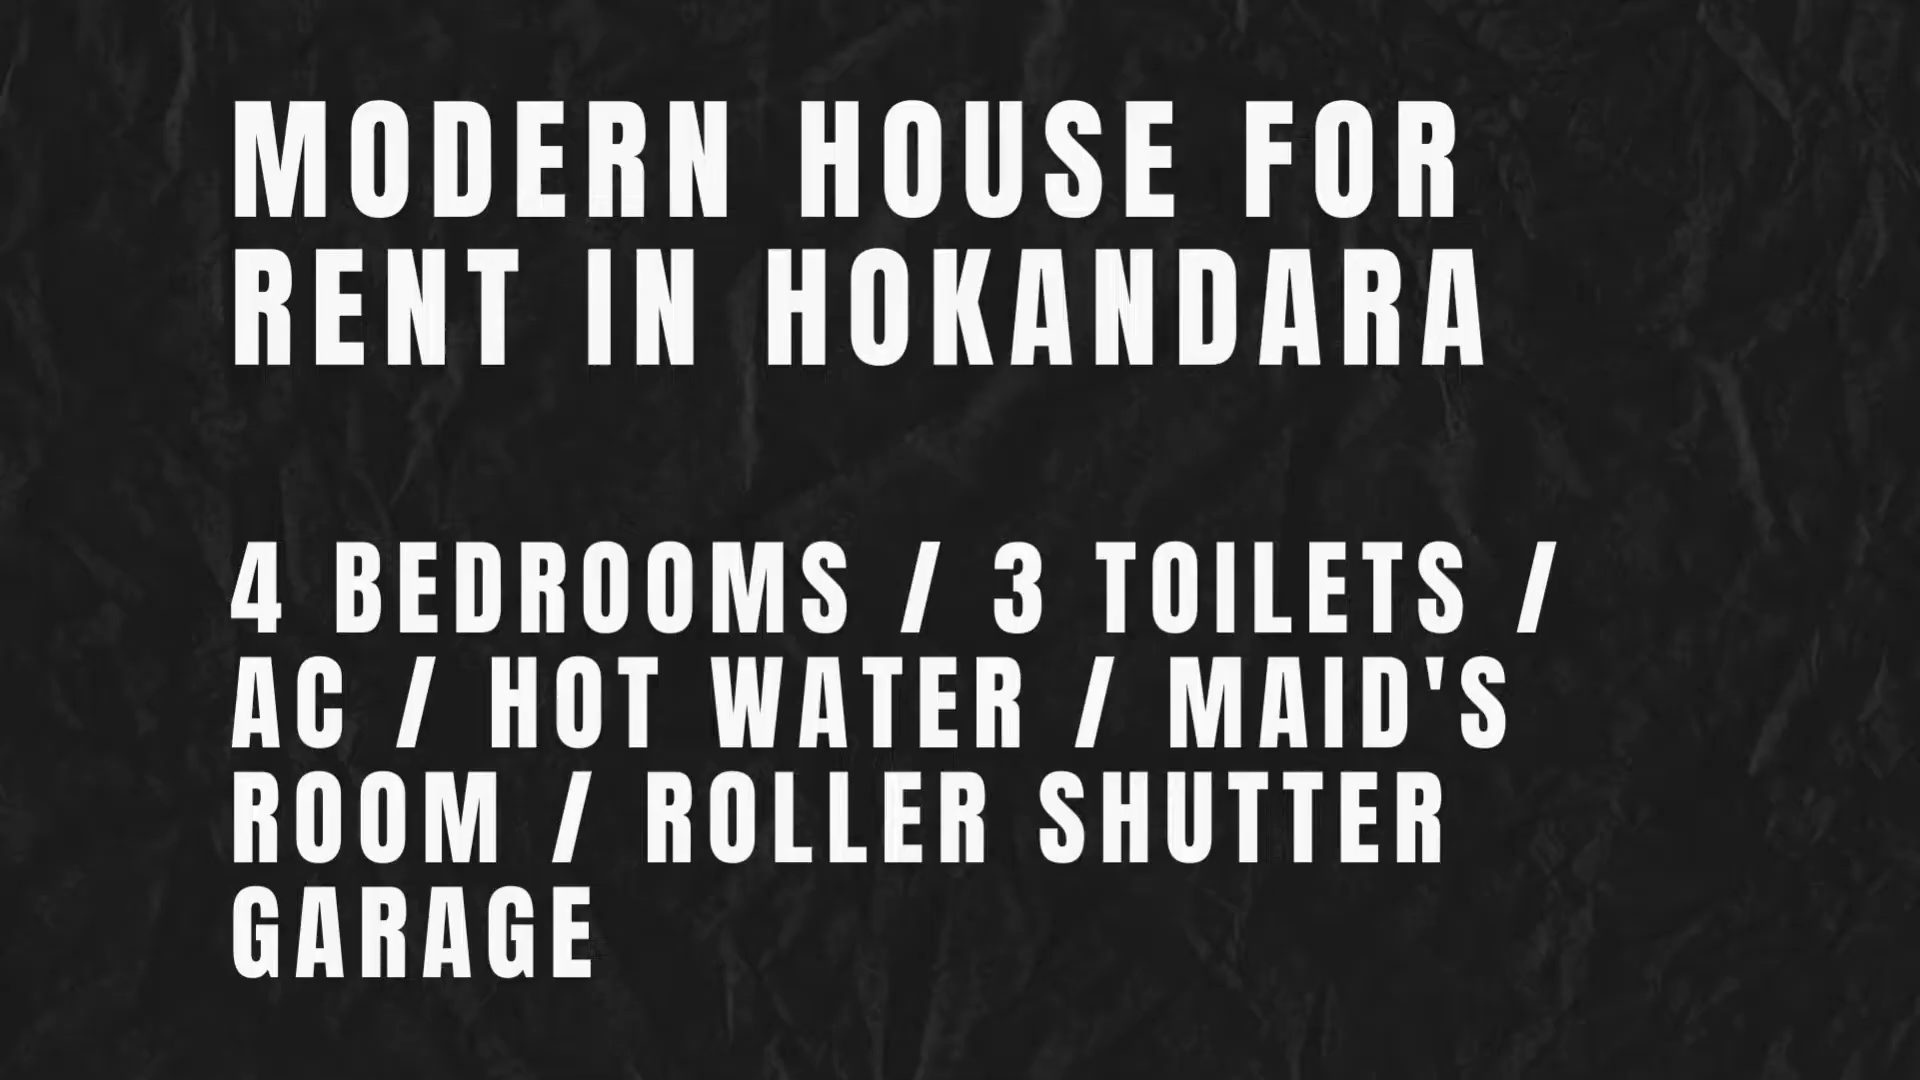 MODERN HOUSE FOR
RENT IN HOKANDARA
4 BEDROOMS / 3 TOILETS /
AC / HOT WATER / MAID'S
ROOM / ROLLER SHUTTER
GARAGE